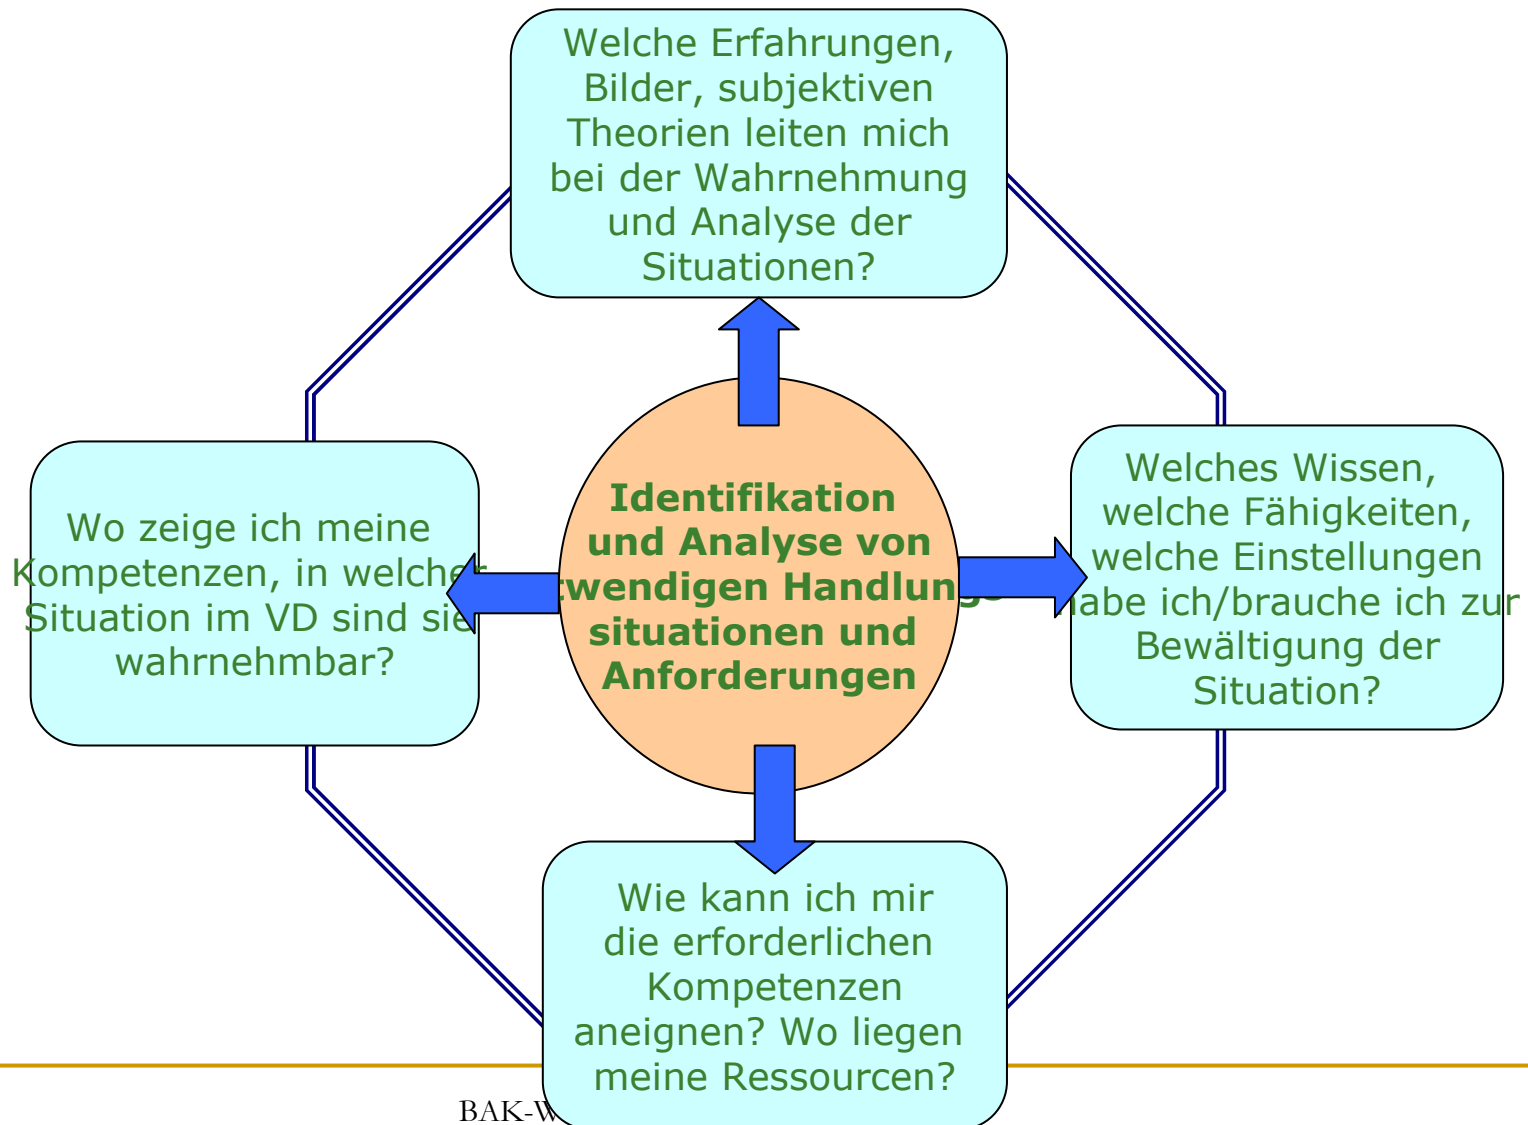 Welche Erfahrungen,
Bilder, subjektiven
Theorien leiten mich
bei der Wahrnehmung
und Analyse der
Situationen?
Wo zeige ich meine
Kompetenzen, in welcher
Situation im VD sind sie
wahrnehmbar?
Identifikation
und Analyse von
twendigen Handlungs
situationen und
Anforderungen
Welches Wissen,
welche Fähigkeiten,
welche Einstellungen
habe ich/brauche ich zur
Bewältigung der
Situation?
Wie kann ich mir
die erforderlichen
Kompetenzen
aneignen? Wo liegen
meine Ressourcen?
BAK-W